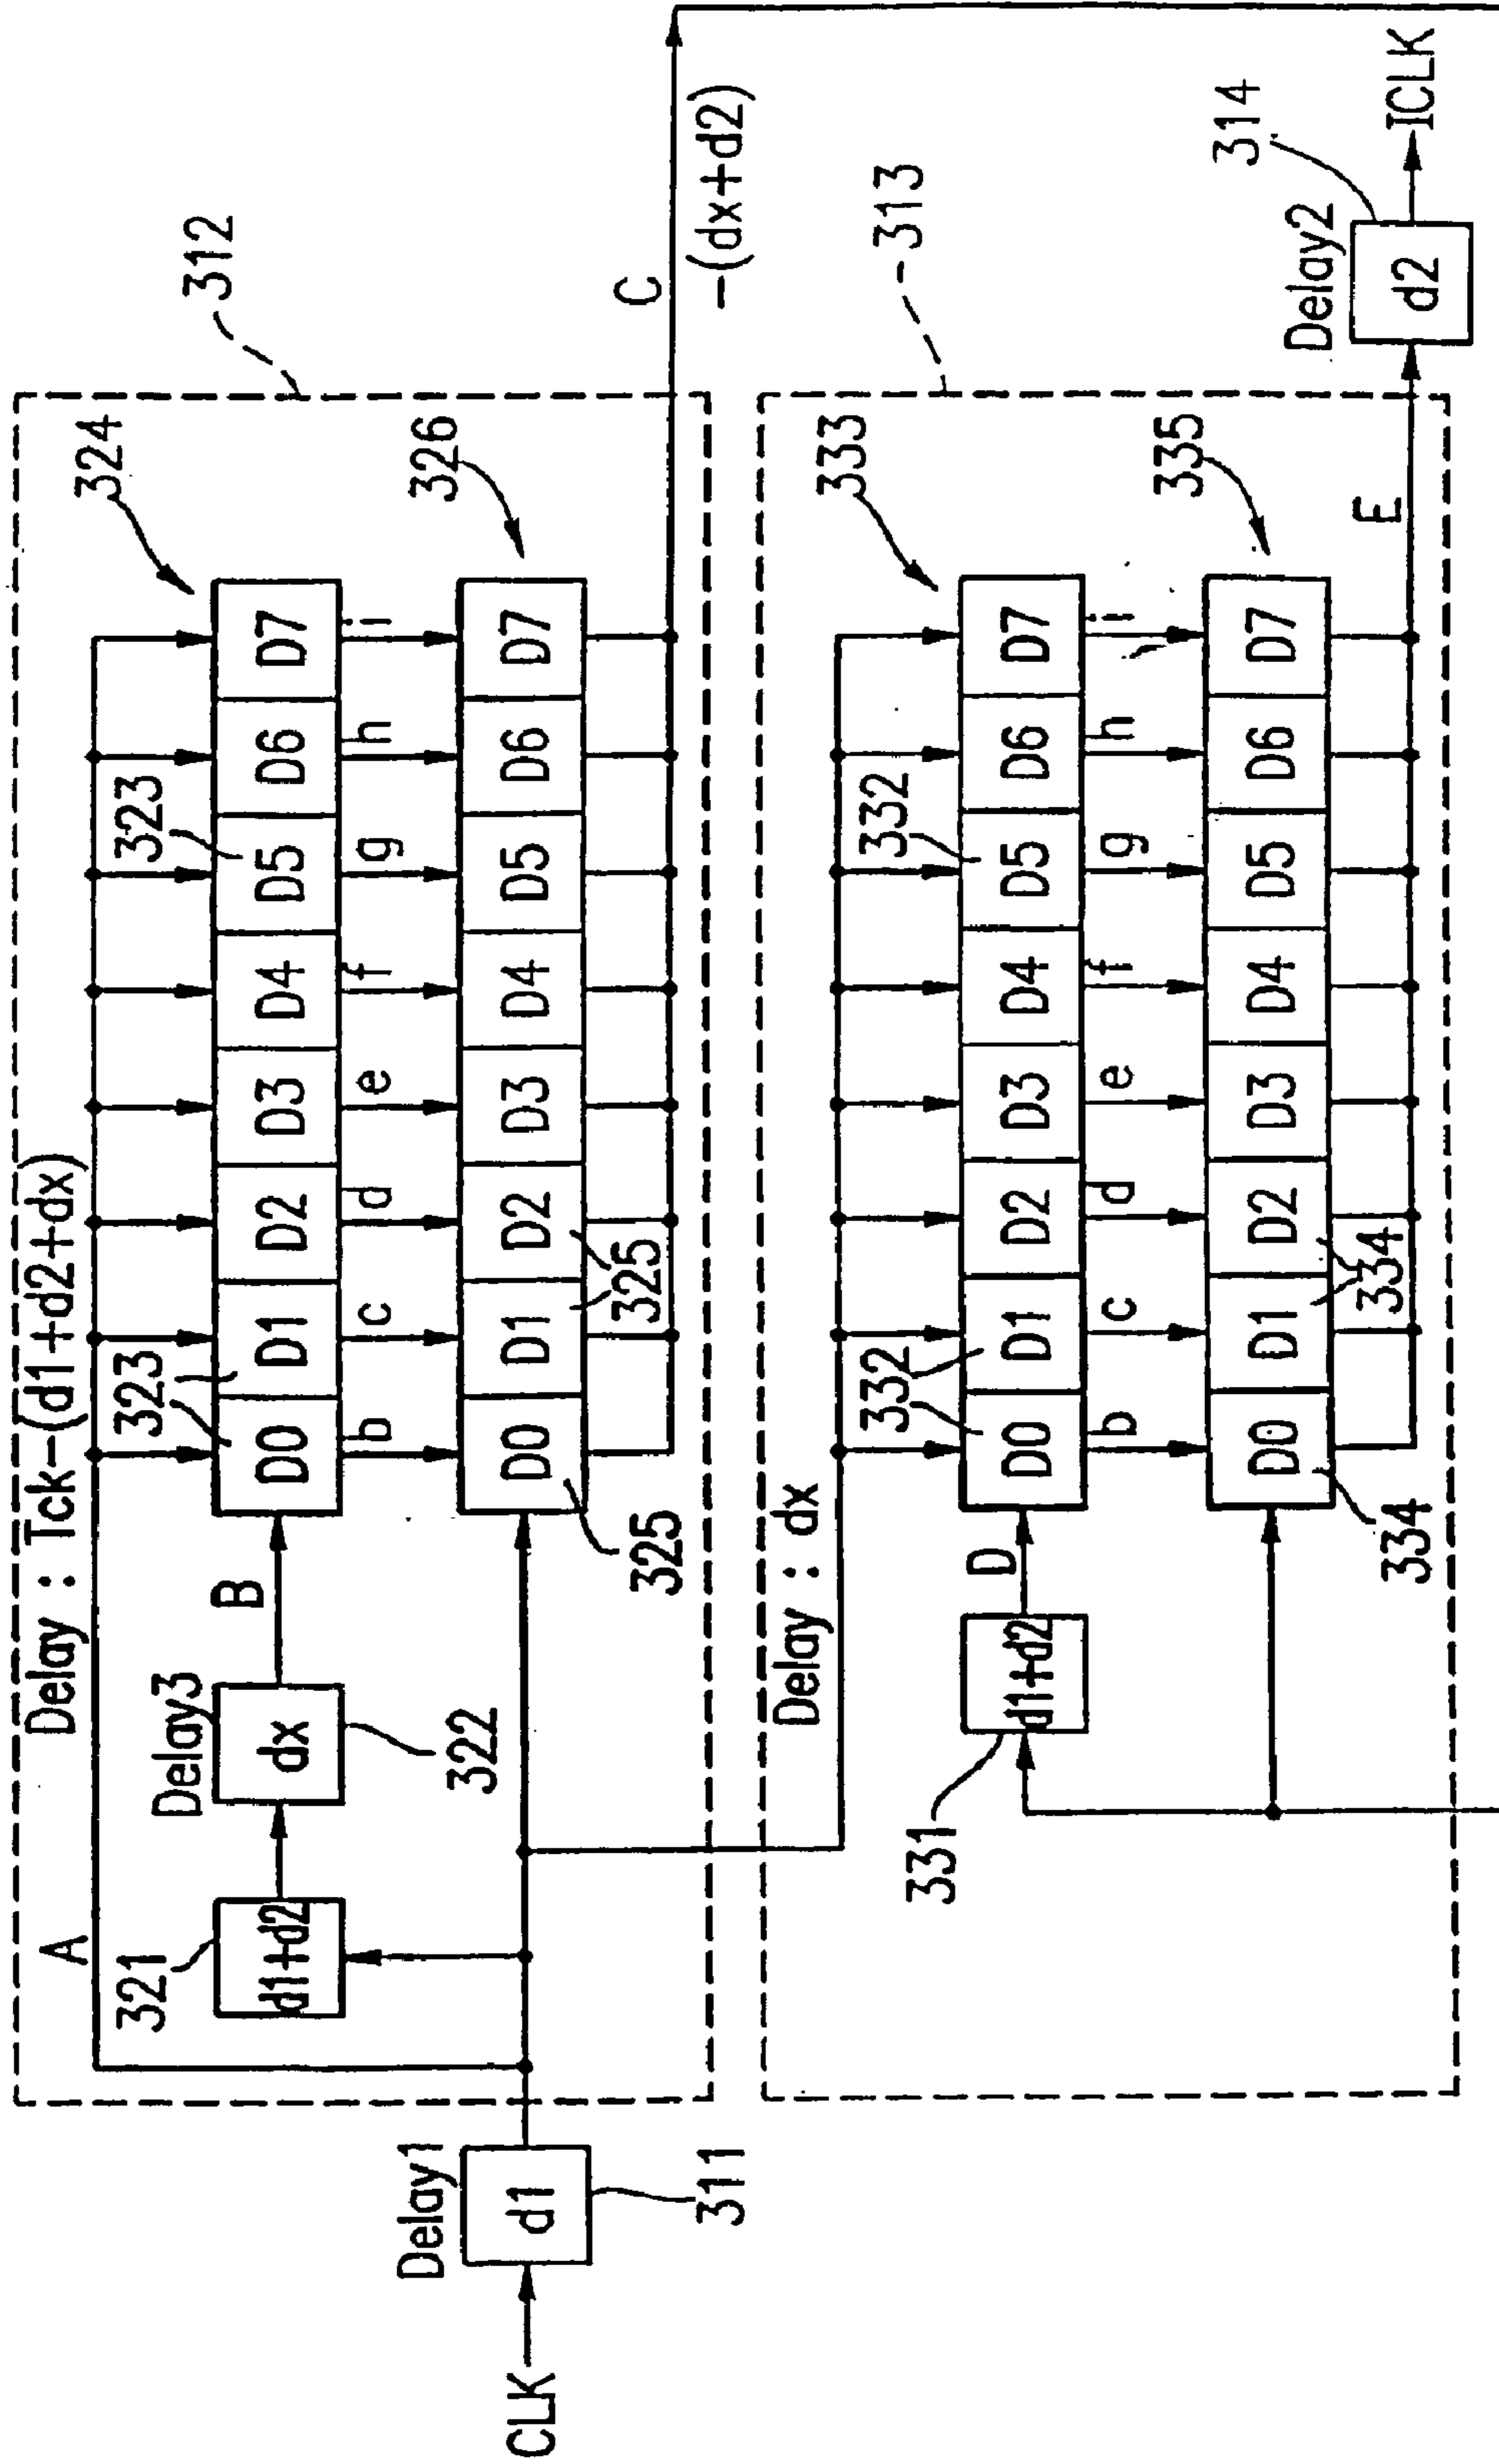 Delay : Tck-(d1+d2+dx)
324
312
A
323
323
D0 D1 D2 D3 D4 D5 D6 D7
321
d1+d2
Delay3
dx
322
B
b c d e f g h i
326
D0 D1 D2 D3 D4 D5 D6 D7
325
325
CLK
Delay1
d1
311
C
-(dx+d2)
Delay : dx
333
313
332
332
D0 D1 D2 D3 D4 D5 D6 D7
331
d1+d2
D
b c d e f g h i
335
D0 D1 D2 D3 D4 D5 D6 D7
334
334
E
Delay2
d2
314
ICLK